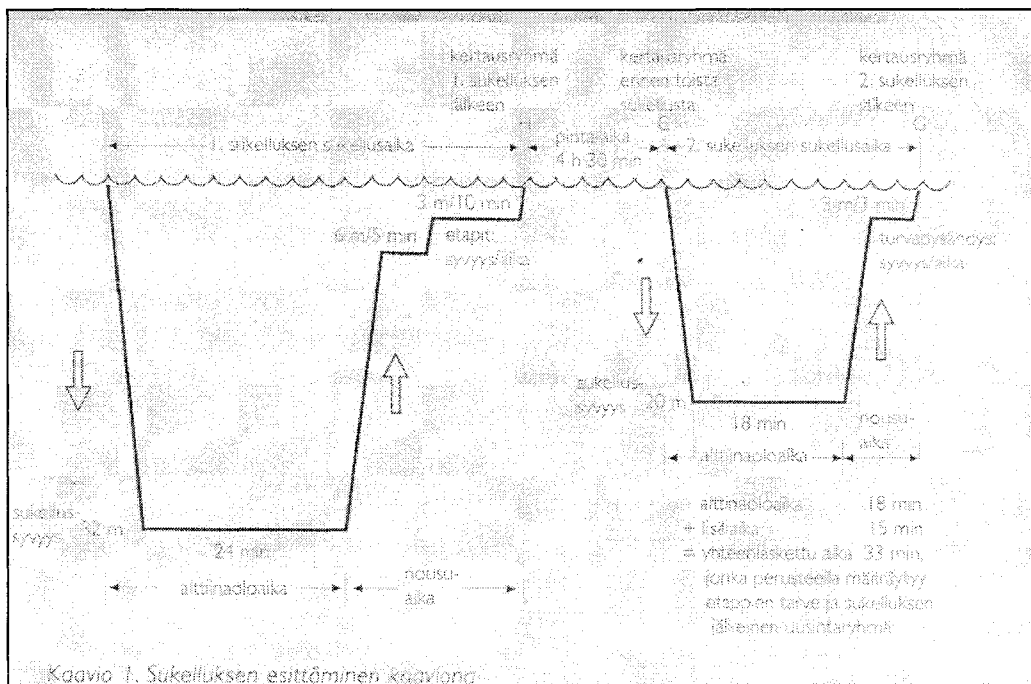 kertausryhmä
1. sukelluksen
jälkeen
kertausryhmä
ennen toista
sukellusta
kertausryhmä
2. sukelluksen
jälkeen
C
G
1. sukelluksen sukellusaika
pintaaika
4 h 30 min
2. sukelluksen sukellusaika
3 m/10 min
6 m/5 min
etapit:
syvyys/aika
3 m/3 min
turvapysähdys:
syvyys/aika
sukellus-
syvyys 20 m
18 min
nousu-
aika
alttiinaoloaika
sukellus-
syvyys 32 m
24 min
alttiinaoloaika
nousu-
aika
alttiinaoloaika 18 min
+ lisäaika 15 min
= yhteenlaskettu aika 33 min,
jonka perusteella määräytyy
etappien tarve ja sukelluksen
jälkeinen uusintaryhmä
Kaavio 1. Sukelluksen esittäminen kaaviona